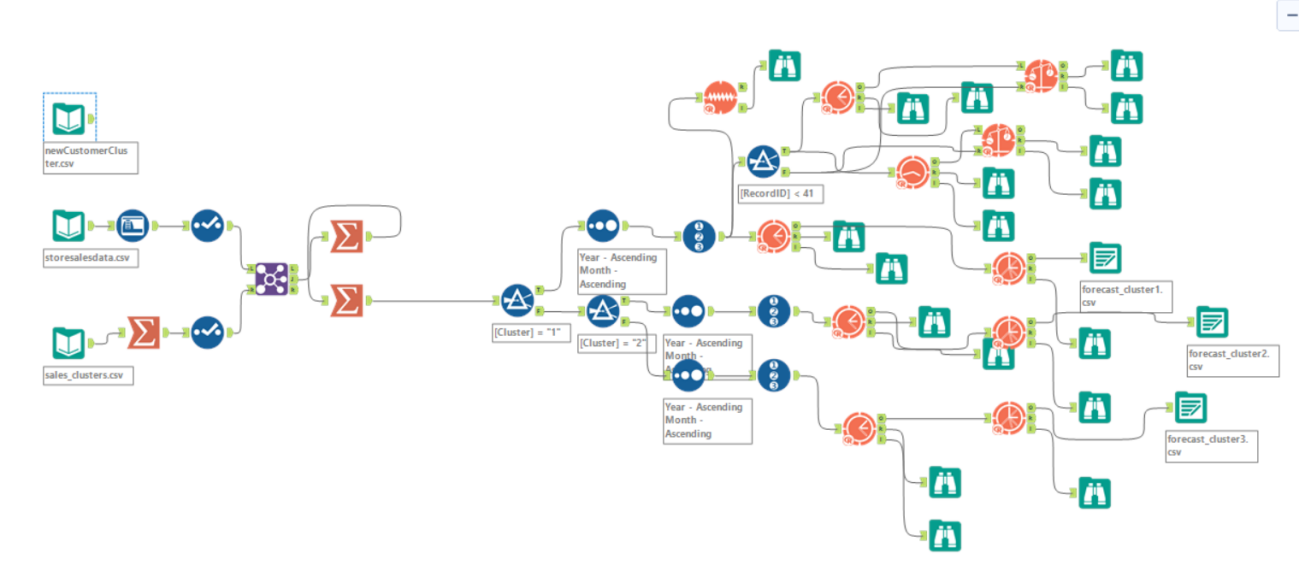 newCustomerClus
ter.csv
storesalesdata.csv
sales_clusters.csv
[Cluster] = "1"
[Cluster] = "2"
Year - Ascending
Month -
Ascending
Year - Ascending
Month -
Year - Ascending
Month -
Ascending
[RecordID] < 41
forecast_cluster1.
csv
forecast_cluster2.
csv
forecast_cluster3.
csv